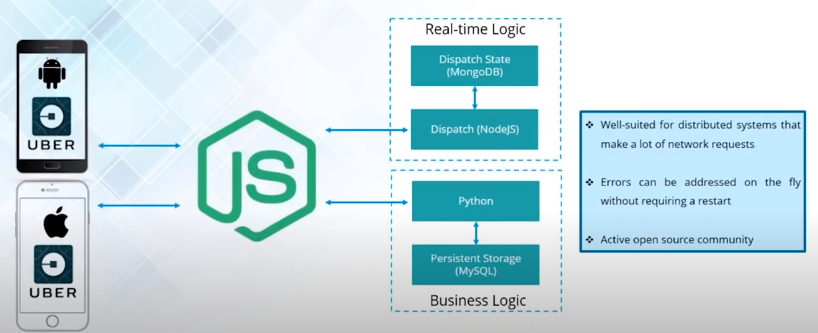 UBER
UBER
JS
Real-time Logic
Dispatch State
(MongoDB)
Dispatch (NodeJS)
Python
Persistent Storage
(MySQL)
Business Logic
❖ Well-suited for distributed systems that
make a lot of network requests
❖ Errors can be addressed on the fly
without requiring a restart
❖ Active open source community